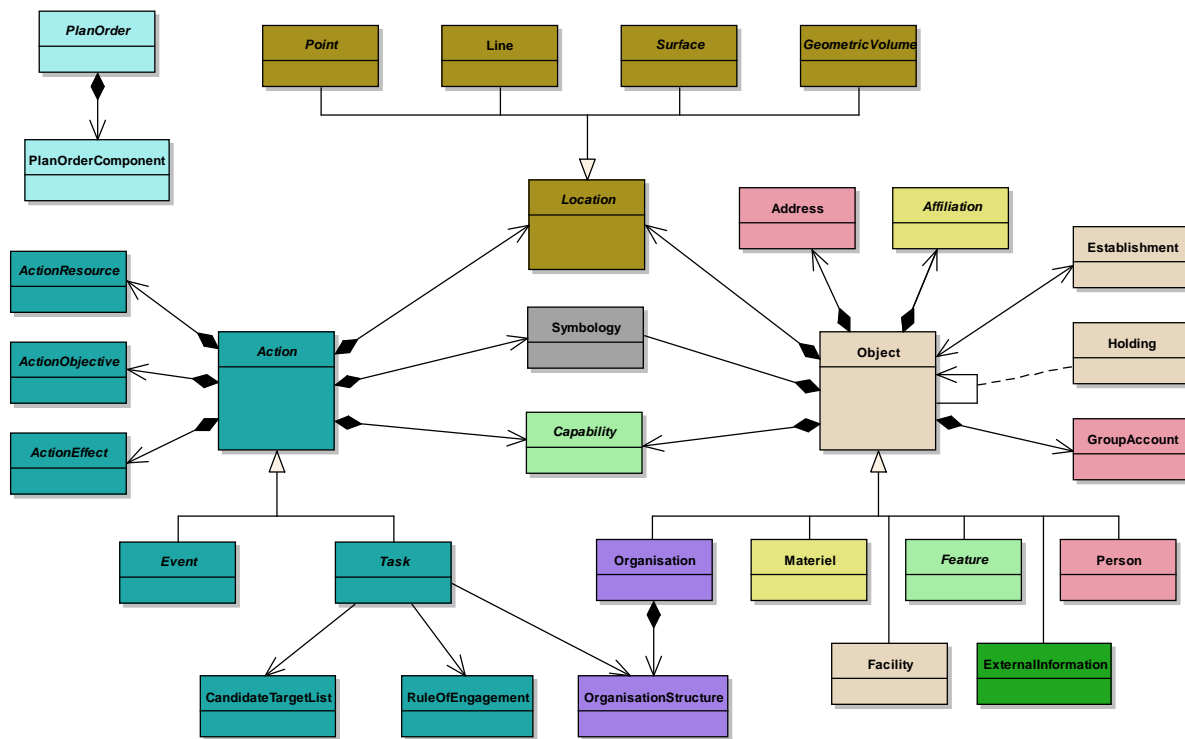 PlanOrder
Point
Line
Surface
GeometricVolume
PlanOrderComponent
Location
Address
Affiliation
Establishment
ActionResource
Action
Symbology
Object
Holding
ActionObjective
ActionEffect
Capability
GroupAccount
Event
Task
Organisation
Materiel
Feature
Person
Facility
ExternalInformation
CandidateTargetList
RuleOfEngagement
OrganisationStructure